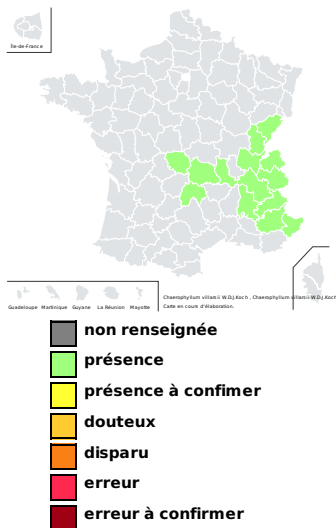 Île-de-France
Guadeloupe Martinique Guyane La Réunion Mayotte
Chaerophyllum villarsii W.D.J.Koch , Chaerophyllum villarsii W.D.J.Koch
Carte en cours d'élaboration.
non renseignée
présence
présence à confimer
douteux
disparu
erreur
erreur à confirmer